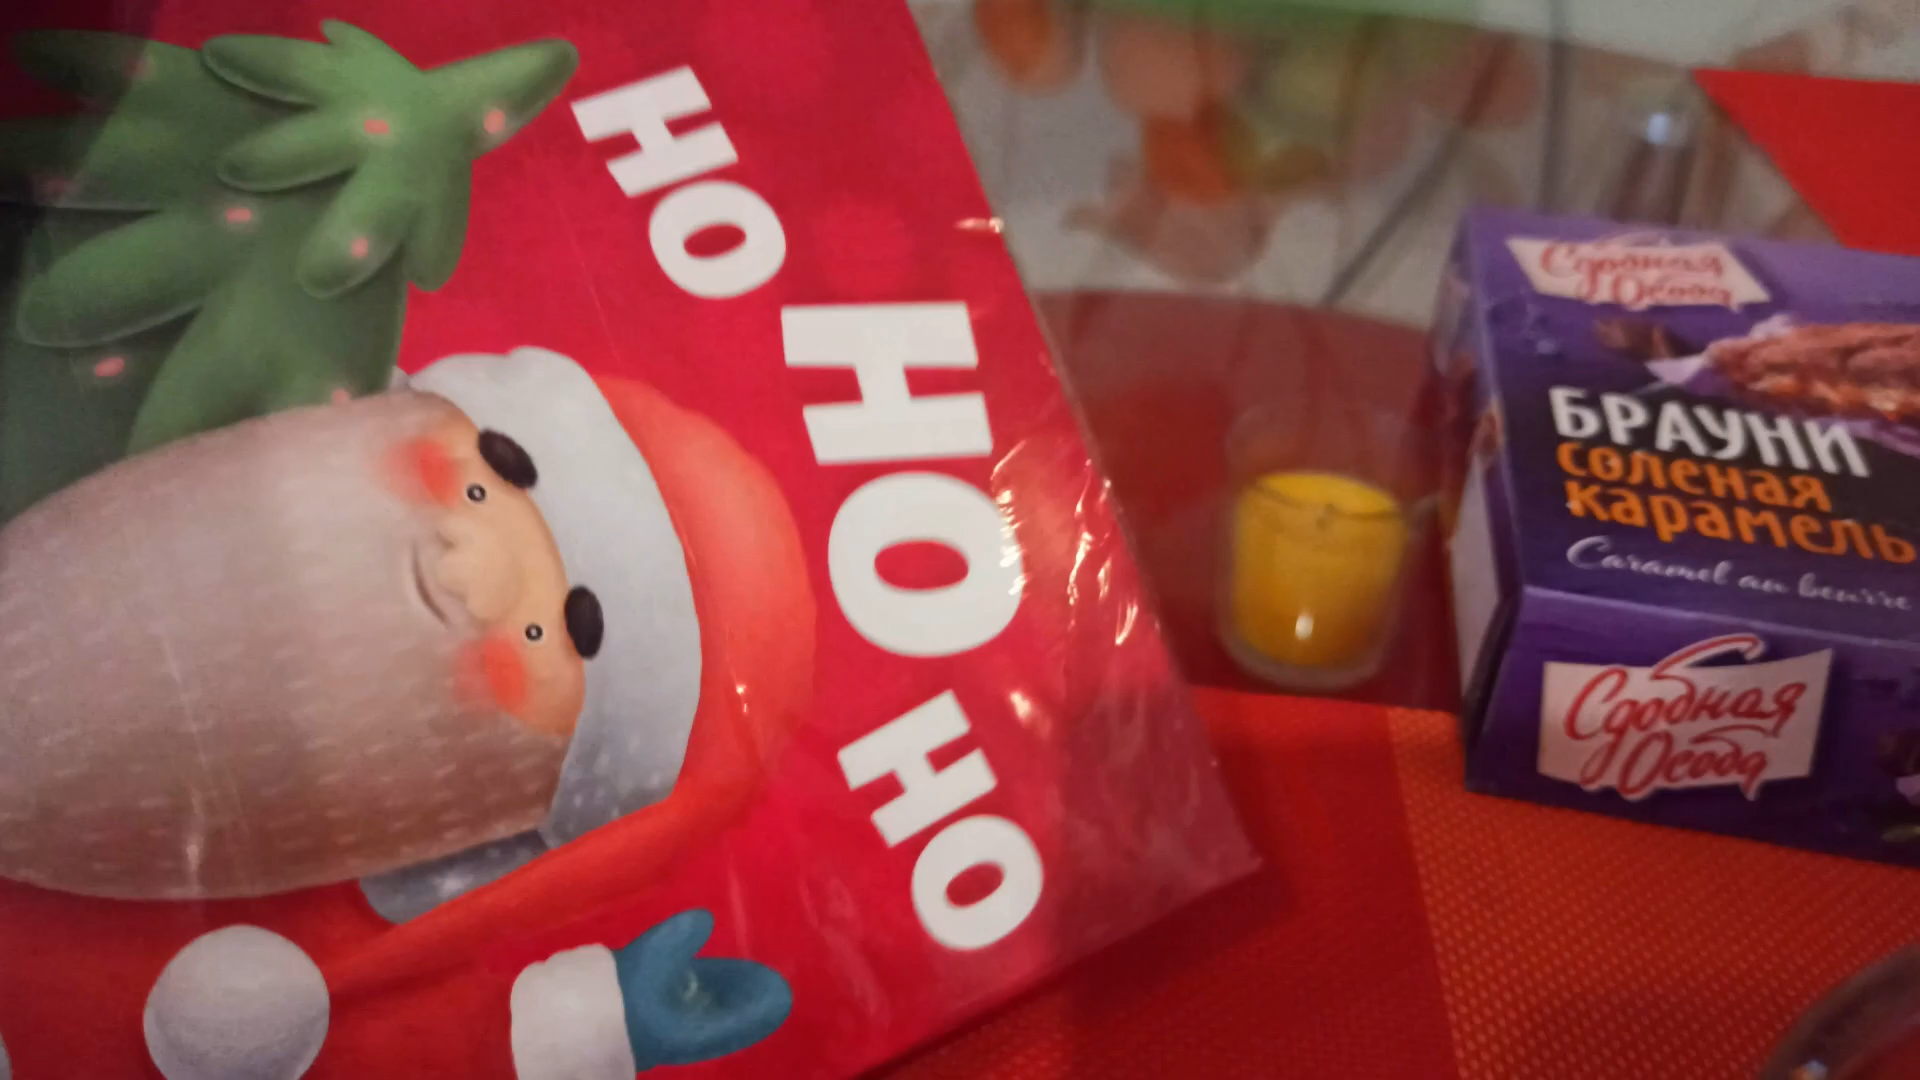 HO
HO
HO
Сдобная
Особа
БРАУНИ
соленая
карамель
Caramel au beurre
Сдобная
Особа